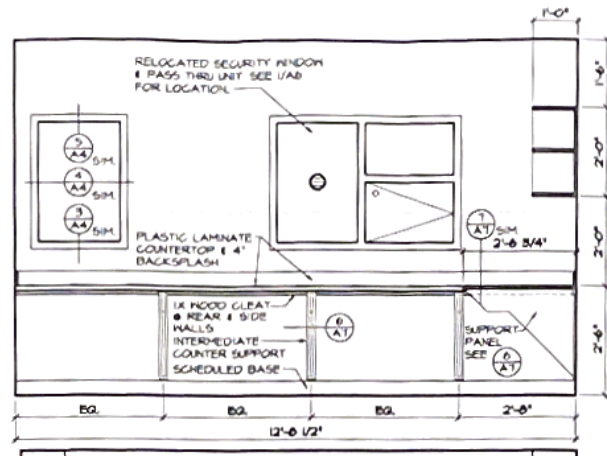 1'-0"
RELOCATED SECURITY WINDOW
& PASS THRU UNIT SEE 1/A8
FOR LOCATION
1'-6"
5
A4
SIM.
4
A4
SIM.
3
A4
SIM.
2'-0"
7
A7
SIM
2'-6 3/4"
2'-0"
PLASTIC LAMINATE
COUNTERTOP & 4"
BACKSPLASH
1X WOOD CLEAT
@ REAR & SIDE
WALLS
INTERMEDIATE
COUNTER SUPPORT
SCHEDULED BASE
6
A7
SUPPORT
PANEL
SEE
6
A7
2'-6"
EQ.
EQ.
EQ.
2'-8"
12'-8 1/2"